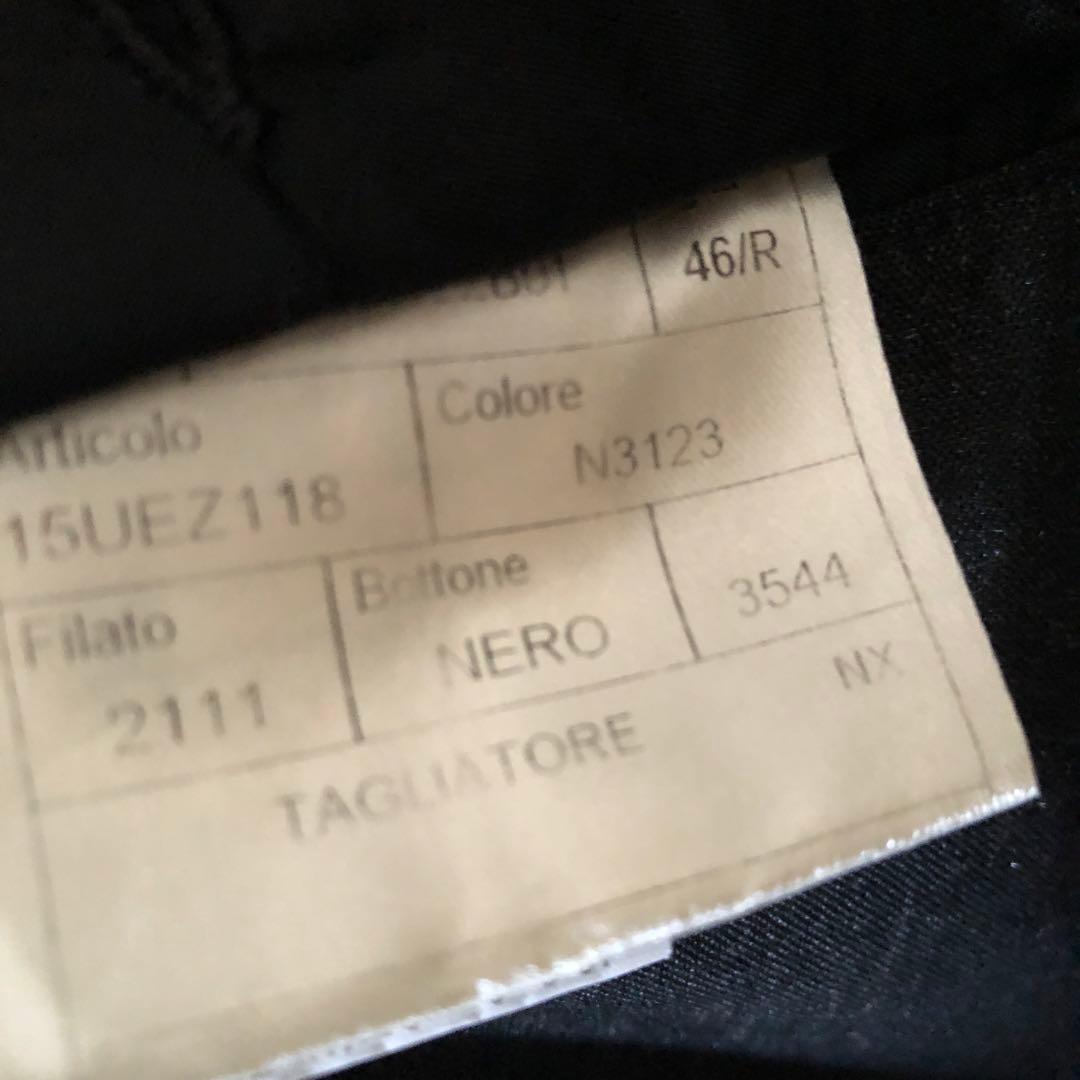 46/R
Articolo
Colore
15UEZ118
N3123
Filato
Bottone
2111
NERO
3544
NX
TAGLIATORE